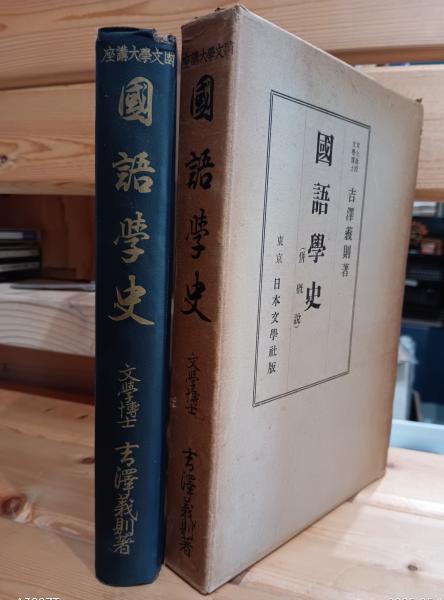 座講大學文國
國語學史
文學博士 吉澤義則著
座講大學文國
國語學史
文學博士 吉澤義則著
文學博士
吉澤義則著
國語學史
(併概說)
東京 日本文學社版